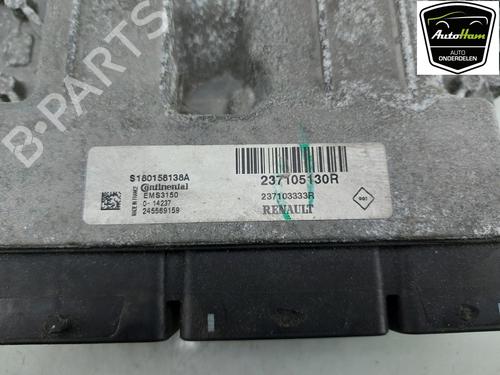 AutoHam
AUTO
ONDERDELEN
B-PARTS
S180158138A
Continental
EMS3150
0-14237
245569159
MADE IN FRANCE
237105130R
237103333R
RENAULT